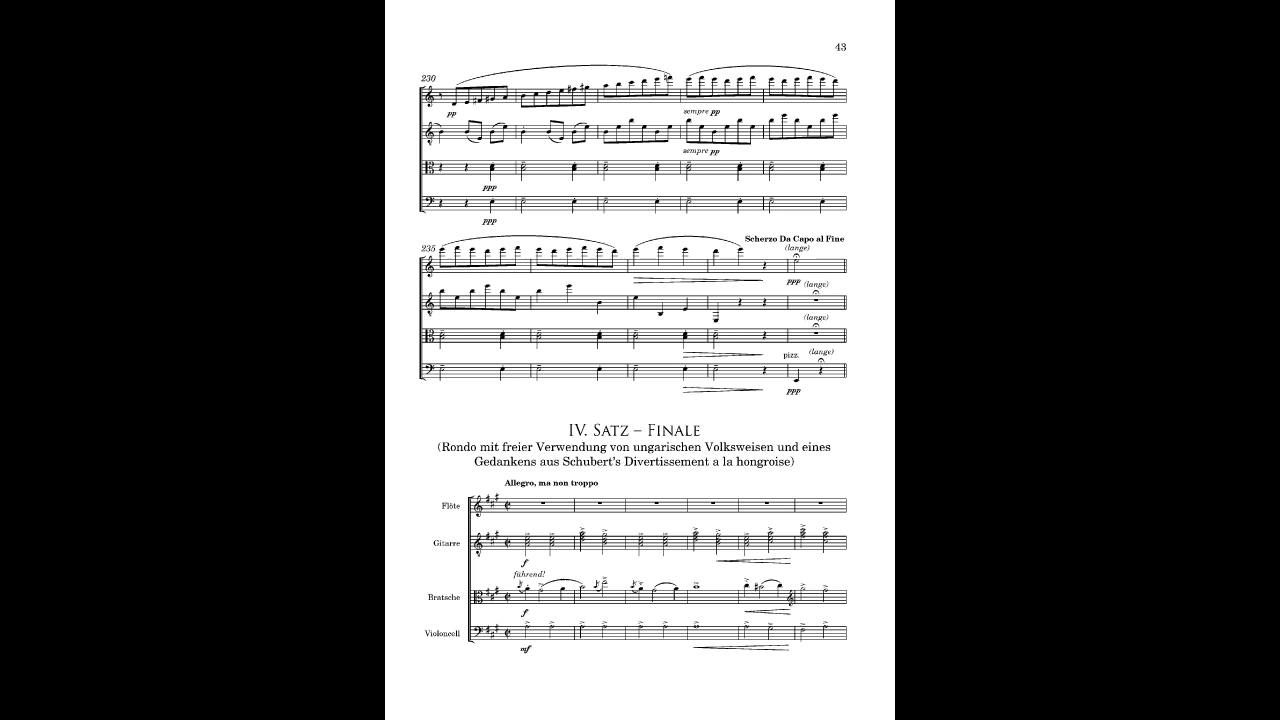 43
230
pp
sempre pp
sempre pp
ppp
ppp
235
Scherzo Da Capo al Fine
(lange)
ppp (lange)
(lange)
pizz. (lange)
ppp
IV. Satz – Finale
(Rondo mit freier Verwendung von ungarischen Volksweisen und eines
Gedankens aus Schubert's Divertissement a la hongroise)
Allegro, ma non troppo
Flöte
Gitarre
f
führend!
Bratsche
f
Violoncell
mf